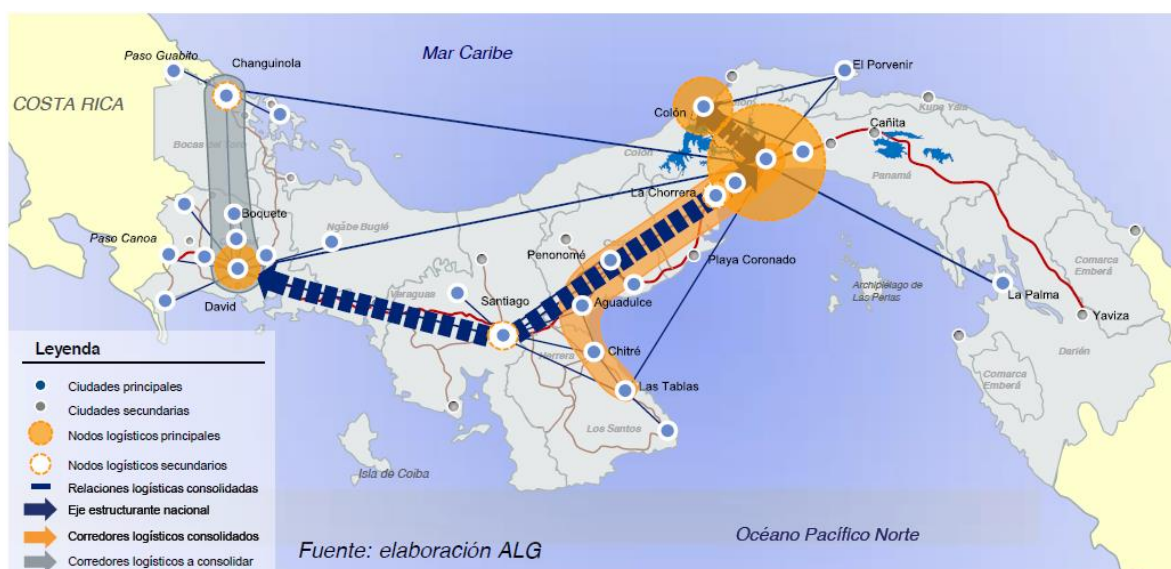 Mar Caribe
Paso Guabito
Changuinola
El Porvenir
COSTA RICA
Colón
Kuna Yala
Cañita
Bocas del Toro
Colón
Panamá
La Chorrera
Boquete
Ngäbe Buglé
Paso Canoa
Penonomé
Playa Coronado
Comarca
Emberá
Archipiélago de
Las Perlas
La Palma
David
Veraguas
Santiago
Aguadulce
Yaviza
Darién
Herrera
Chitré
Las Tablas
Comarca
Emberá
Los Santos
Isla de Coiba
Océano Pacífico Norte
Leyenda
Ciudades principales
Ciudades secundarias
Nodos logísticos principales
Nodos logísticos secundarios
Relaciones logísticas consolidadas
Eje estructurante nacional
Corredores logísticos consolidados
Corredores logísticos a consolidar
Fuente: elaboración ALG